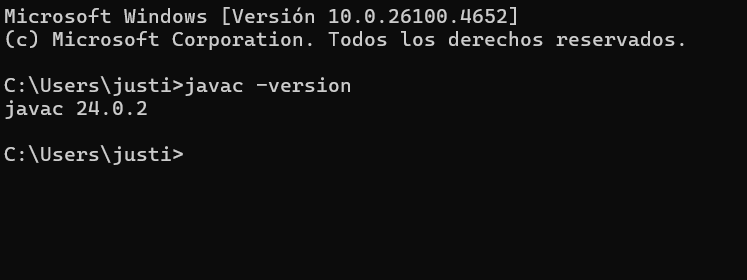 Microsoft Windows [Versión 10.0.26100.4652]
(c) Microsoft Corporation. Todos los derechos reservados.
C:\Users\justi>javac -version
javac 24.0.2
C:\Users\justi>